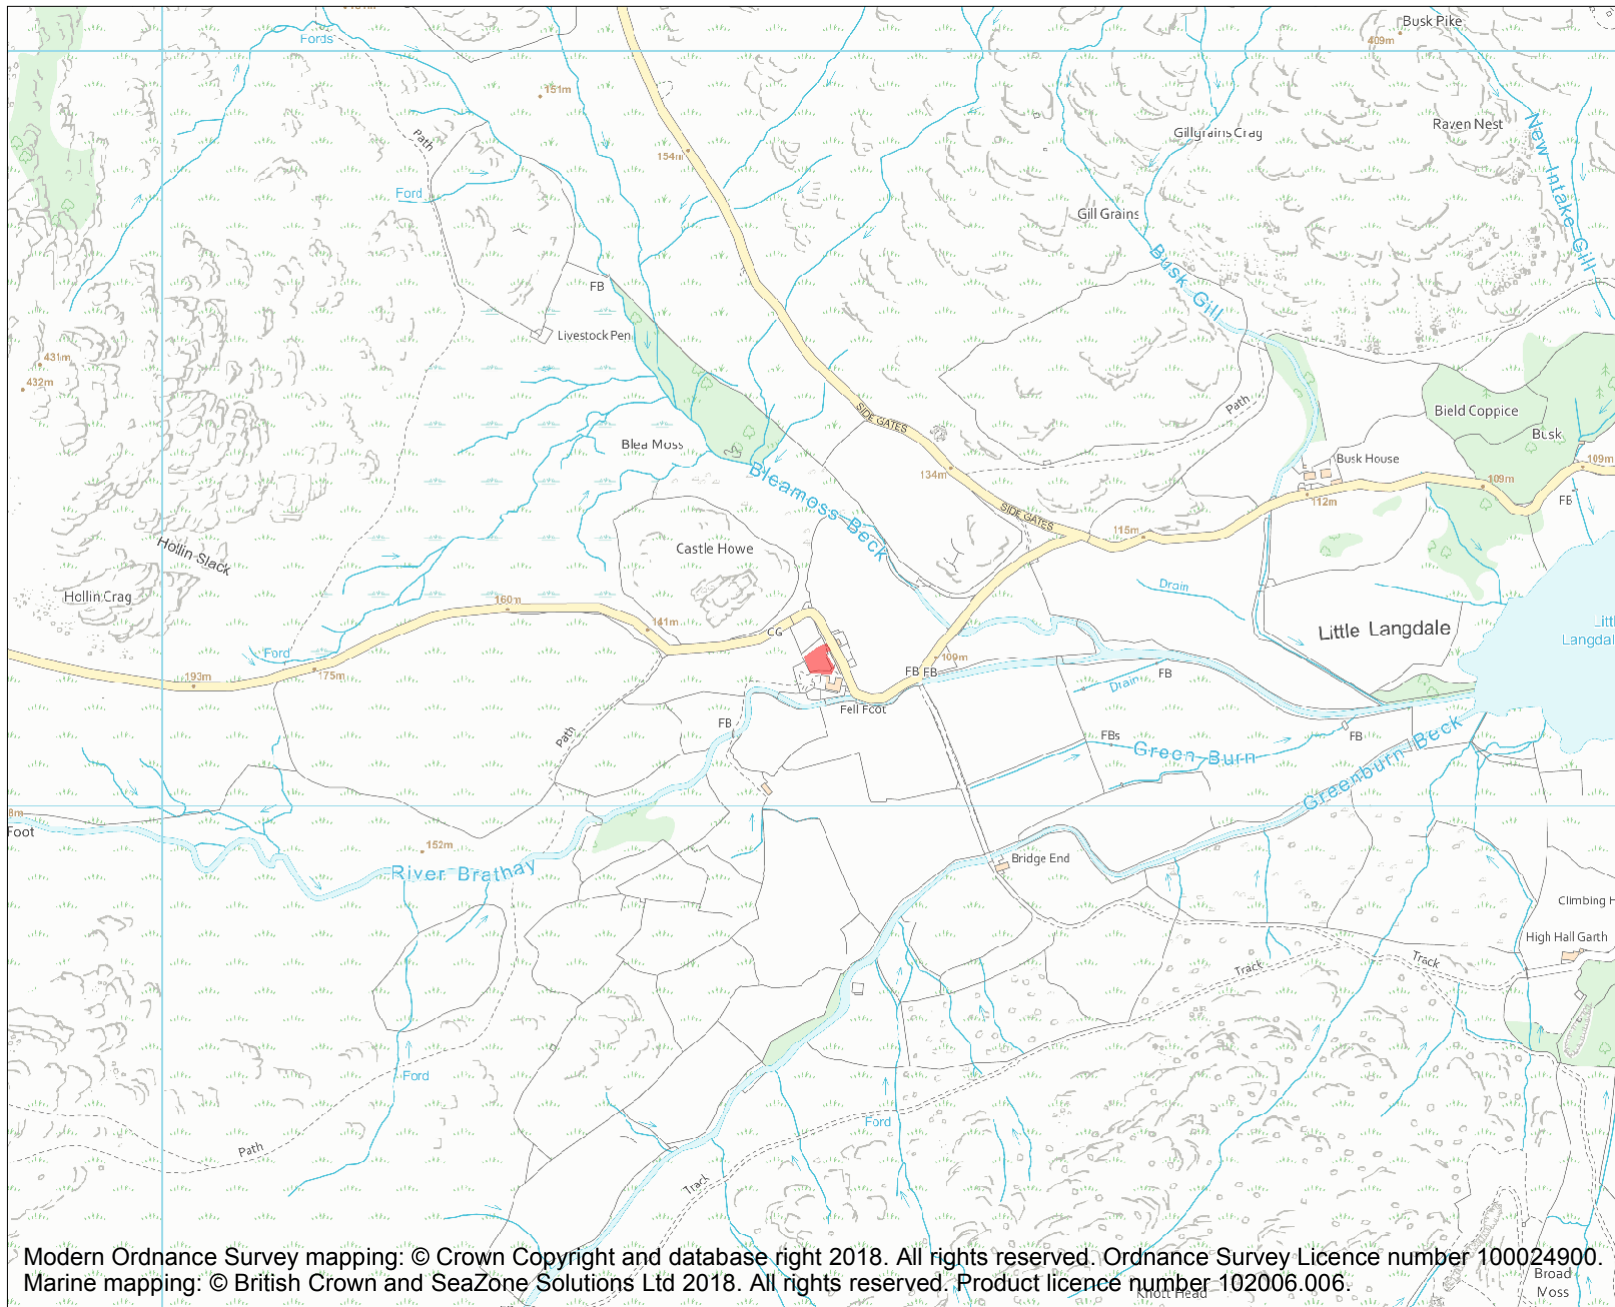 Busk Pike
Fords
409m
151m
Raven Nest
Gillgrains Crag
Path
154m
New Intake Gill
Ford
Gill Grains
Busk Gill
FB
Livestock Pen
431m
432m
Path
Bield Coppice
SIDE GATES
Busk
Blea Moss
Busk House
109m
Bleamoss Beck
134m
109m
112m
FB
SIDE GATES
115m
Castle Howe
Hollin Slack
Drain
Hollin Crag
160m
141m
CG
Little Langdale
Ford
109m
193m
175m
FB FB
FB
Drain
Fell Foot
FB
Path
FBs
Green Burn
FB
Greenburn Beck
Foot
152m
River Brathay
Bridge End
High Hall Garth
Track
Track
Ford
Ford
Path
Track
Modern Ordnance Survey mapping: © Crown Copyright and database right 2018. All rights reserved. Ordnance Survey Licence number 100024900.
Marine mapping: © British Crown and SeaZone Solutions Ltd 2018. All rights reserved. Product licence number 102006.006.
Broad
Moss
Knott Head